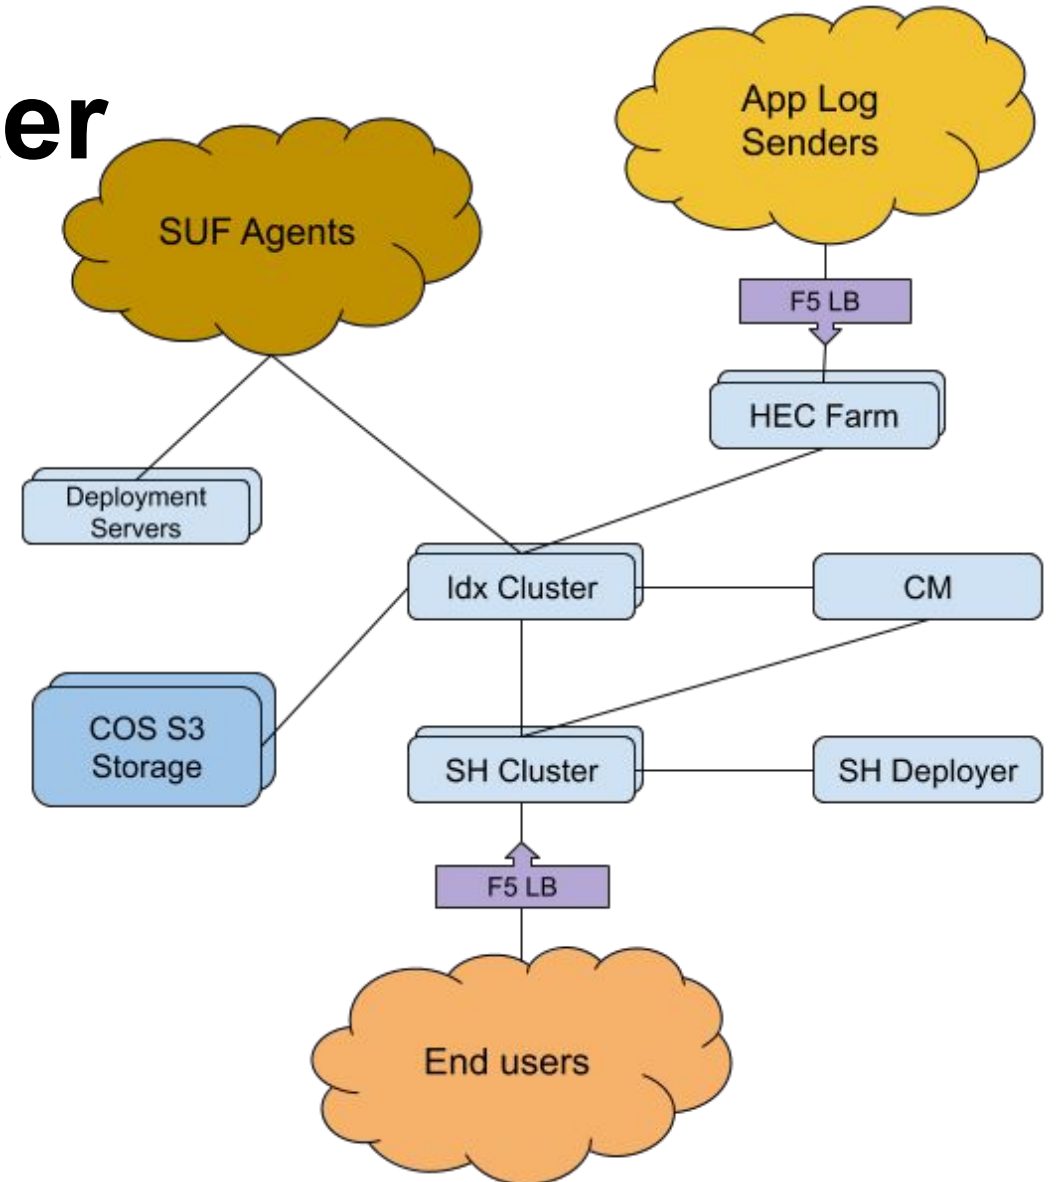 App Log
Senders
SUF Agents
F5 LB
HEC Farm
Deployment
Servers
Idx Cluster
CM
COS S3
Storage
SH Cluster
SH Deployer
F5 LB
End users